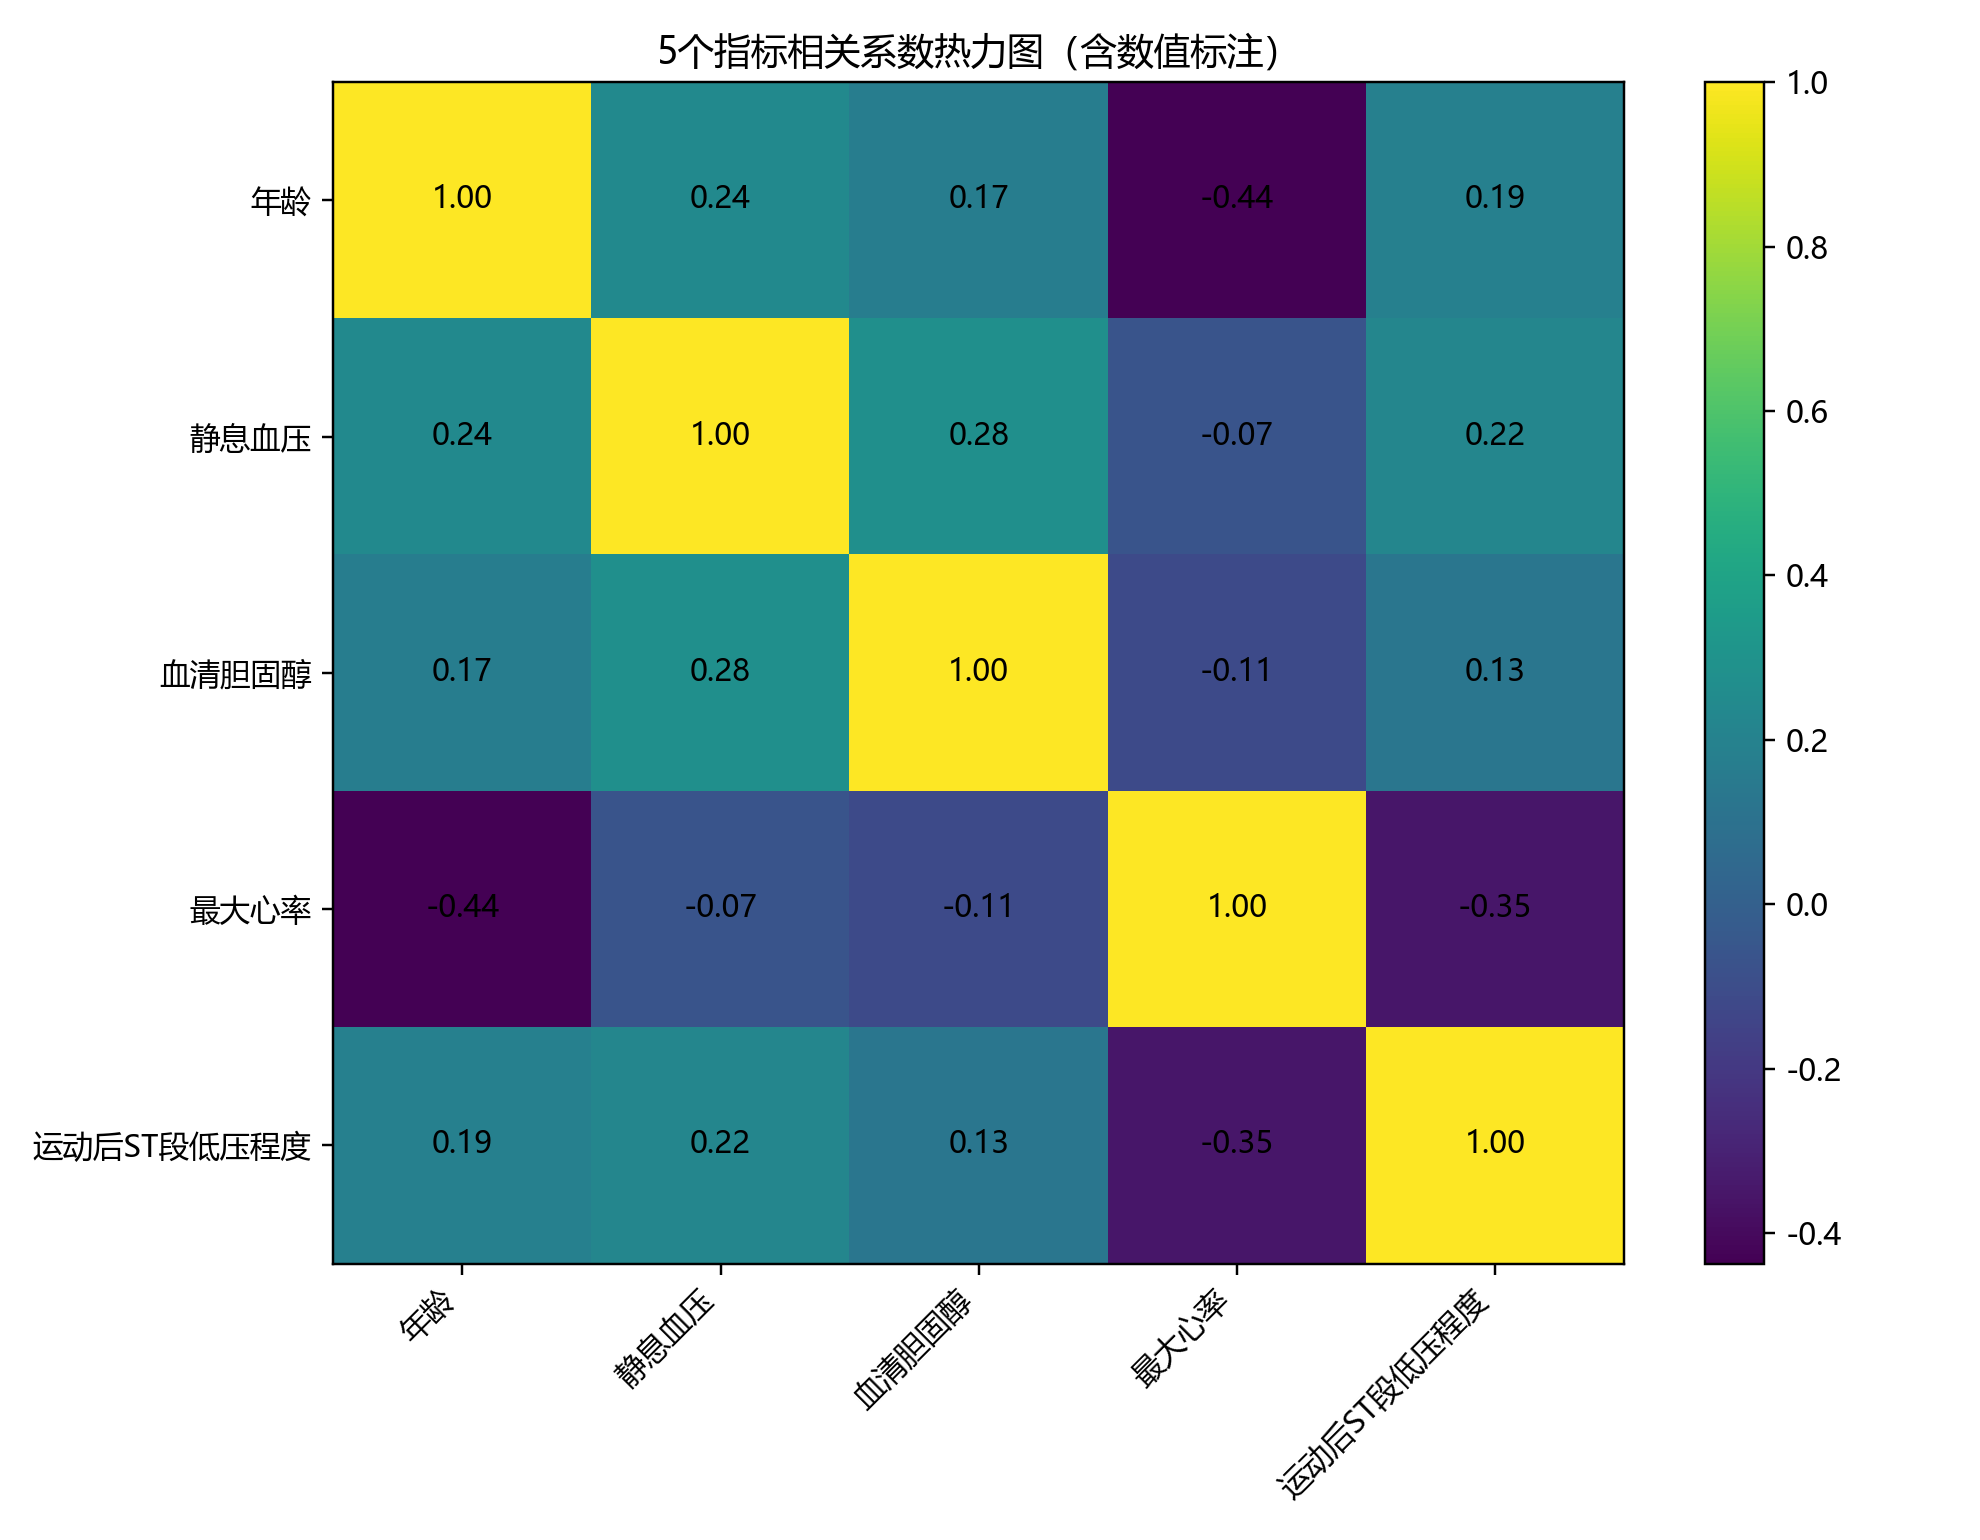 5个指标相关系数热力图（含数值标注）
年龄
1.00 0.24 0.17 -0.44 0.19
静息血压
0.24 1.00 0.28 -0.07 0.22
血清胆固醇
0.17 0.28 1.00 -0.11 0.13
最大心率
-0.44 -0.07 -0.11 1.00 -0.35
运动后ST段低压程度
0.19 0.22 0.13 -0.35 1.00
年龄
静息血压
血清胆固醇
最大心率
运动后ST段低压程度
1.0
0.8
0.6
0.4
0.2
0.0
-0.2
-0.4